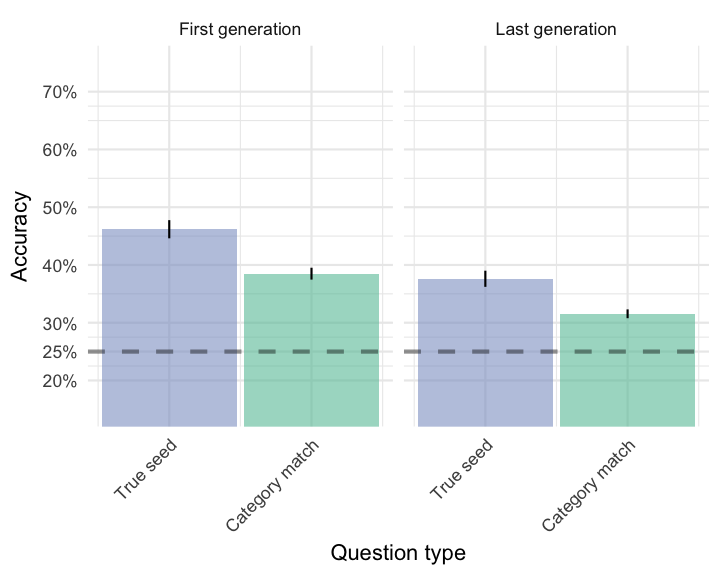 First generation
Last generation
70%
60%
50%
40%
30%
25%
20%
Accuracy
True seed
Category match
True seed
Category match
Question type